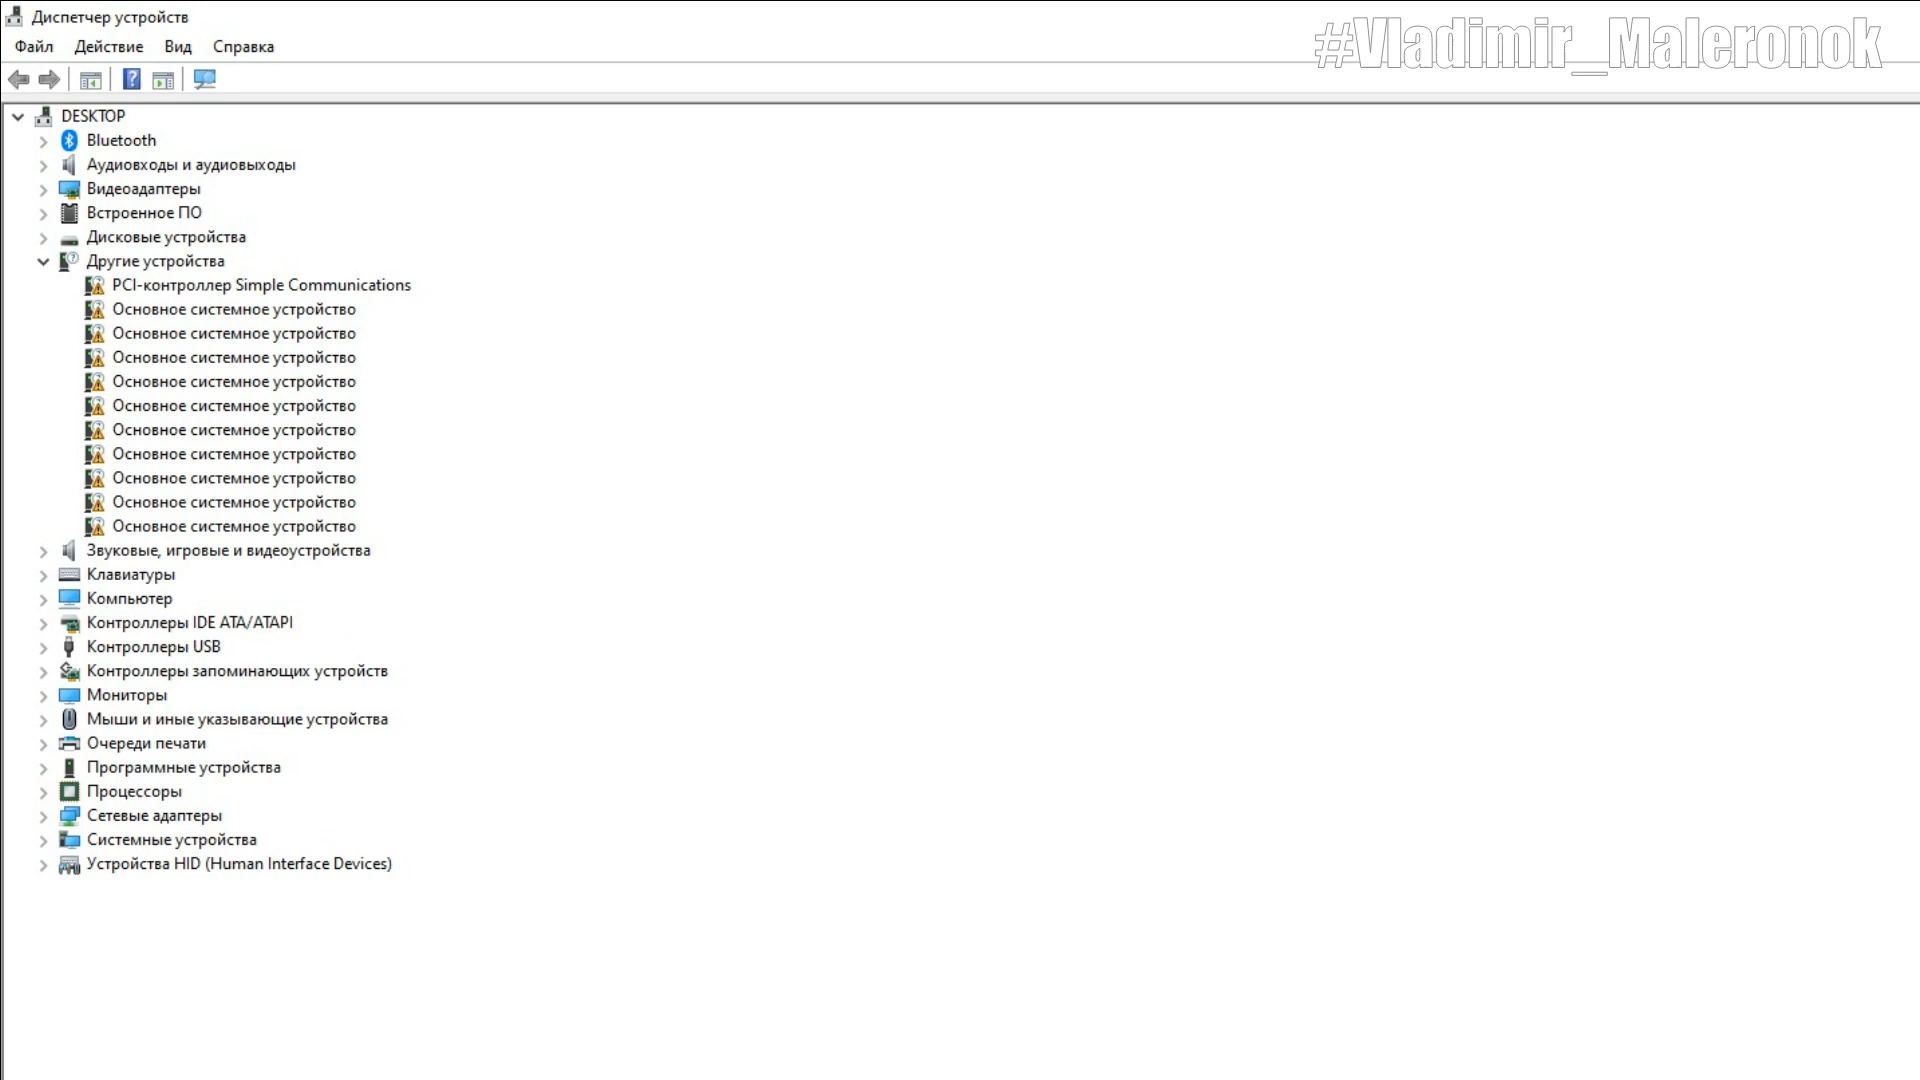 Диспетчер устройств
#Vladimir_Maleronok
Файл Действие Вид Справка
DESKTOP
Bluetooth
Аудиовходы и аудиовыходы
Видеоадаптеры
Встроенное ПО
Дисковые устройства
Другие устройства
PCI-контроллер Simple Communications
Основное системное устройство
Основное системное устройство
Основное системное устройство
Основное системное устройство
Основное системное устройство
Основное системное устройство
Основное системное устройство
Основное системное устройство
Основное системное устройство
Основное системное устройство
Звуковые, игровые и видеоустройства
Клавиатуры
Компьютер
Контроллеры IDE ATA/ATAPI
Контроллеры USB
Контроллеры запоминающих устройств
Мониторы
Мыши и иные указывающие устройства
Очереди печати
Программные устройства
Процессоры
Сетевые адаптеры
Системные устройства
Устройства HID (Human Interface Devices)